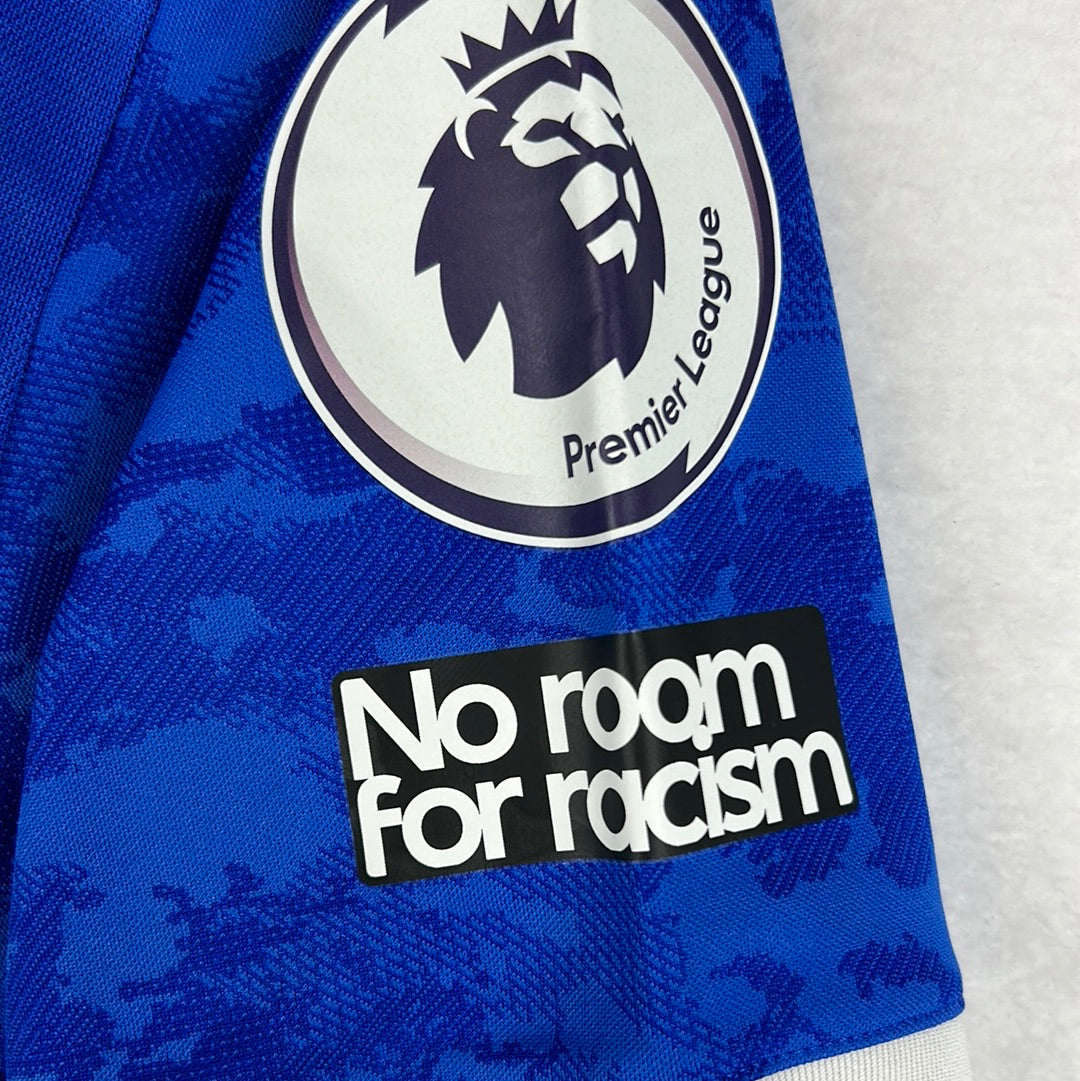 Premier League
No room
for racism